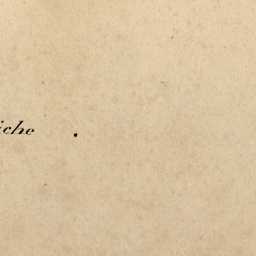 iche .